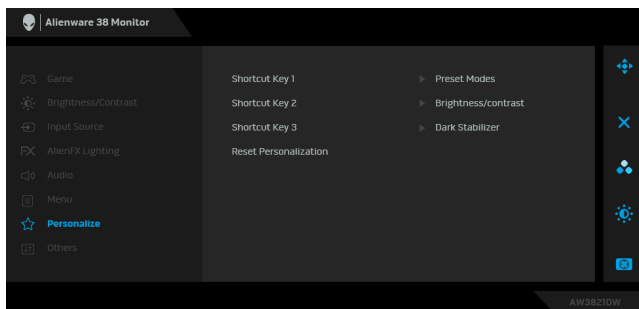 Alienware 38 Monitor
Game
Brightness/Contrast
Input Source
AlienFX Lighting
Audio
Menu
Personalize
Others
Shortcut Key 1 Preset Modes
Shortcut Key 2 Brightness/contrast
Shortcut Key 3 Dark Stabilizer
Reset Personalization
AW3821DW